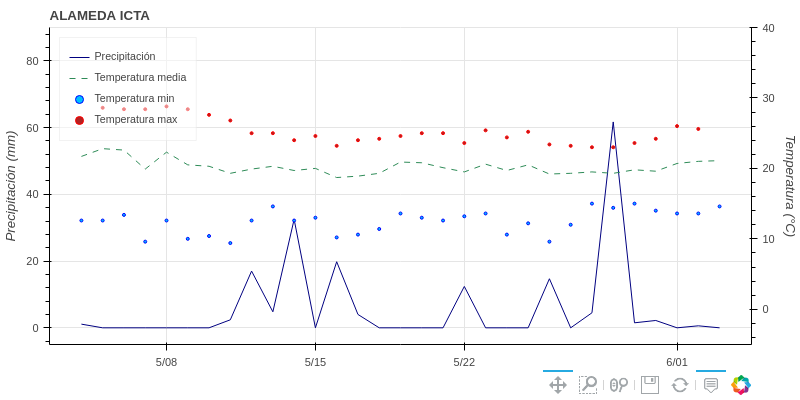 ALAMEDA ICTA
Precipitación
Temperatura media
Temperatura min
Temperatura max
Precipitación (mm)
80
60
40
20
0
40
30
20
10
0
Temperatura (°C)
5/08
5/15
5/22
6/01